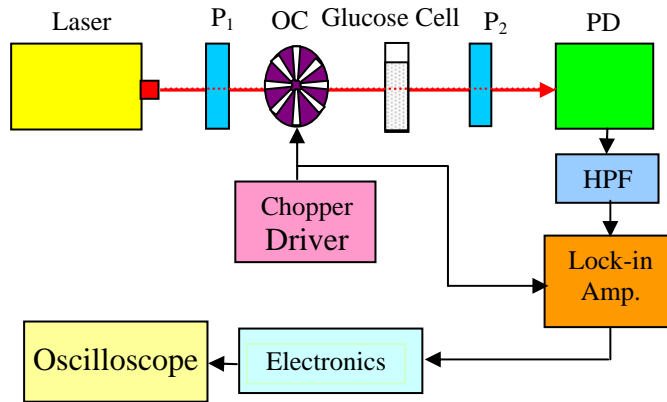 Laser
P1
OC
Glucose Cell
P2
PD
HPF
Chopper
Driver
Lock-in
Amp.
Oscilloscope
Electronics